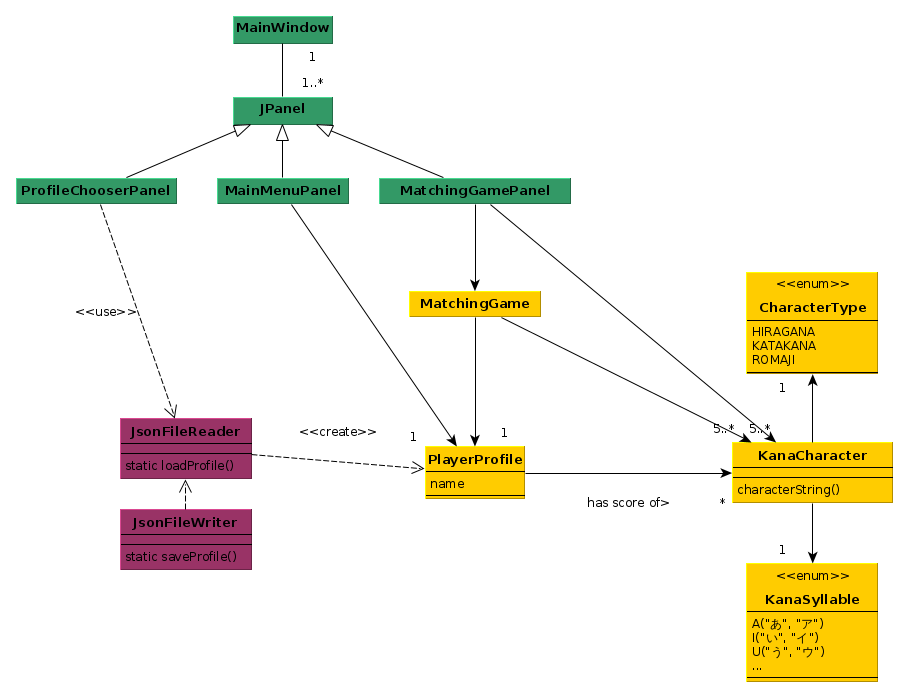 MainWindow
1
1..*
JPanel
ProfileChooserPanel
MainMenuPanel
MatchingGamePanel
<<use>>
MatchingGame
<<enum>>
CharacterType
HIRAGANA
KATAKANA
ROMAJI
1
JsonFileReader
static loadProfile()
<<create>>
1
1
5..*
5..*
PlayerProfile
name
KanaCharacter
characterString()
has score of>
*
JsonFileWriter
static saveProfile()
1
<<enum>>
KanaSyllable
A("あ", "ア")
I("い", "イ")
U("う", "ウ")
...